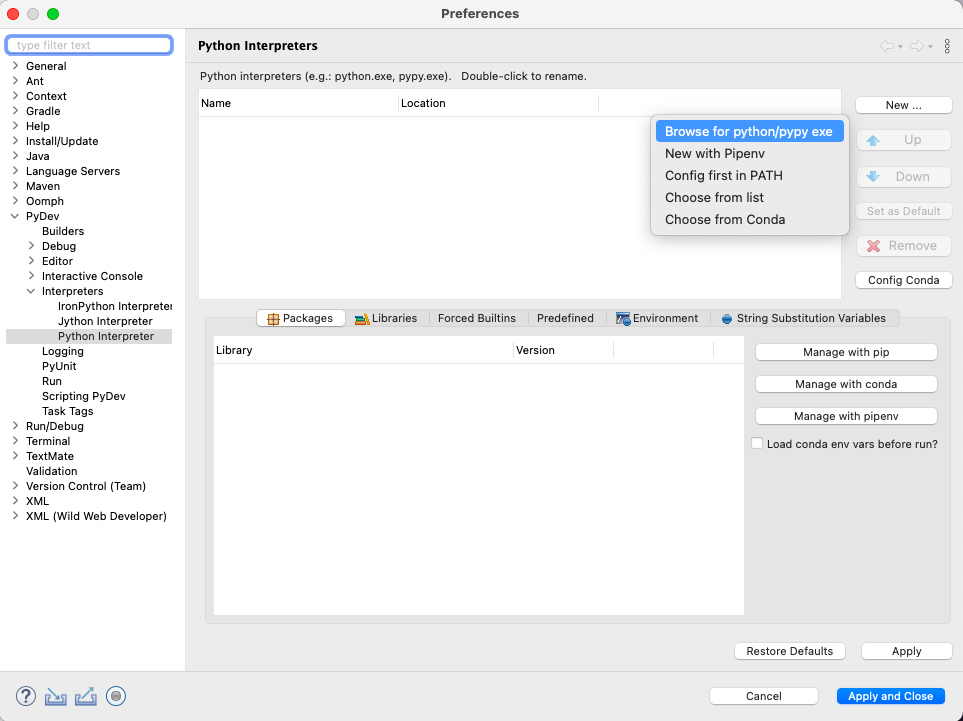 Preferences
type filter text
General
Ant
Context
Gradle
Help
Install/Update
Java
Language Servers
Maven
Oomph
PyDev
Builders
Debug
Editor
Interactive Console
Interpreters
IronPython Interpreter
Jython Interpreter
Python Interpreter
Logging
PyUnit
Run
Scripting PyDev
Task Tags
Run/Debug
Terminal
TextMate
Validation
Version Control (Team)
XML
XML (Wild Web Developer)
Python Interpreters
Python interpreters (e.g.: python.exe, pypy.exe).   Double-click to rename.
Name Location
New ...
Browse for python/pypy exe
New with Pipenv
Config first in PATH
Choose from list
Choose from Conda
Up
Down
Set as Default
Remove
Config Conda
Packages Libraries Forced Builtins Predefined Environment String Substitution Variables
Library Version
Manage with pip
Manage with conda
Manage with pipenv
Load conda env vars before run?
Restore Defaults Apply
? Cancel Apply and Close